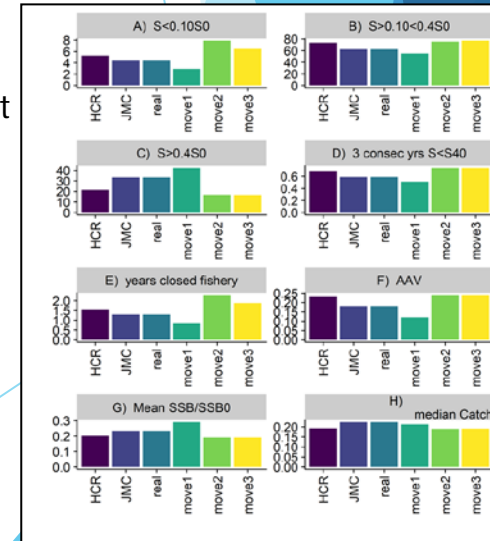 t
A) S<0.10S0
B) S>0.10<0.4S0
8
6
4
2
0
80
60
40
20
0
HCR
JMC
real
move1
move2
move3
HCR
JMC
real
move1
move2
move3
C) S>0.4S0
D) 3 consec yrs S<S40
40
30
20
10
0
0.6
0.4
0.2
0.0
HCR
JMC
real
move1
move2
move3
HCR
JMC
real
move1
move2
move3
E) years closed fishery
F) AAV
2.0
1.5
1.0
0.5
0.0
0.25
0.20
0.15
0.10
0.05
0.00
HCR
JMC
real
move1
move2
move3
HCR
JMC
real
move1
move2
move3
G) Mean SSB/SSB0
H)
median Catch
0.3
0.2
0.1
0.0
0.20
0.15
0.10
0.05
0.00
HCR
JMC
real
move1
move2
move3
HCR
JMC
real
move1
move2
move3